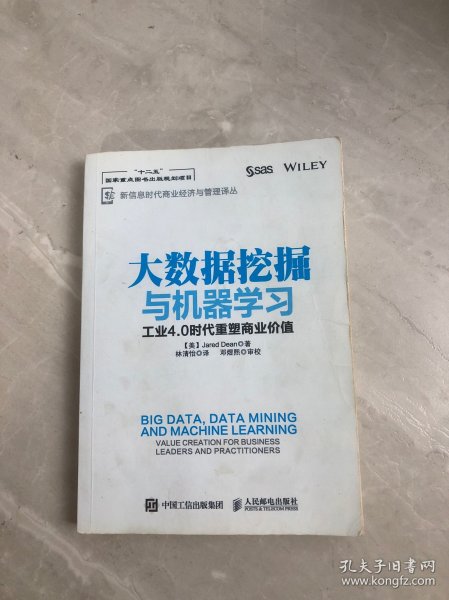 "十二五"
国家重点图书出版规划项目
sas WILEY
新信息时代商业经济与管理译丛
大数据挖掘
与机器学习
工业4.0时代重塑商业价值
【美】Jared Dean◎著
林清怡◎译 邓煜熙◎审校
BIG DATA, DATA MINING
AND MACHINE LEARNING
VALUE CREATION FOR BUSINESS
LEADERS AND PRACTITIONERS
中国工信出版集团
人民邮电出版社
POSTS & TELECOM PRESS
孔夫子旧书网
www.kongfz.com